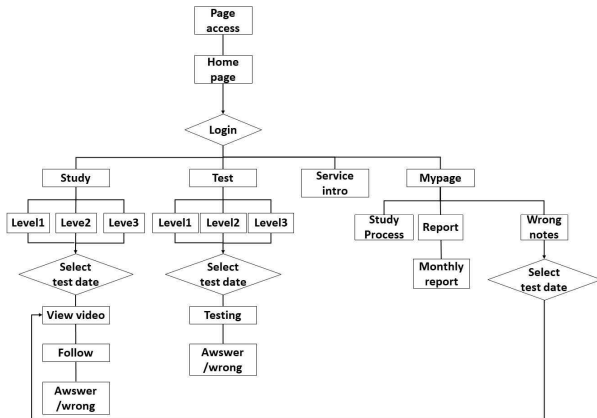 Page
access
Home
page
Login
Study
Test
Service
intro
Mypage
Level1
Leve2
Leve3
Level1
Level2
Level3
Study
Process
Report
Wrong
notes
Select
test date
Select
test date
Monthly
report
Select
test date
View video
Testing
Follow
Awswer
/wrong
Awswer
/wrong